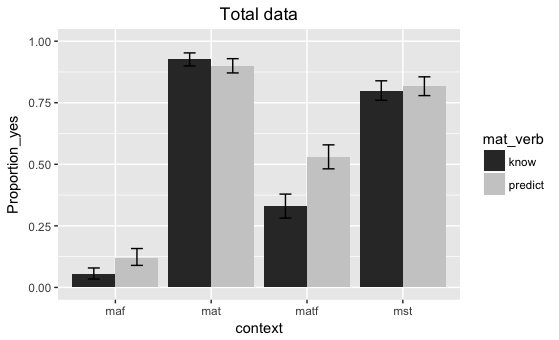 Total data
1.00
0.75
0.50
0.25
0.00
Proportion_yes
maf mat matf mst
context
mat_verb
know
predict